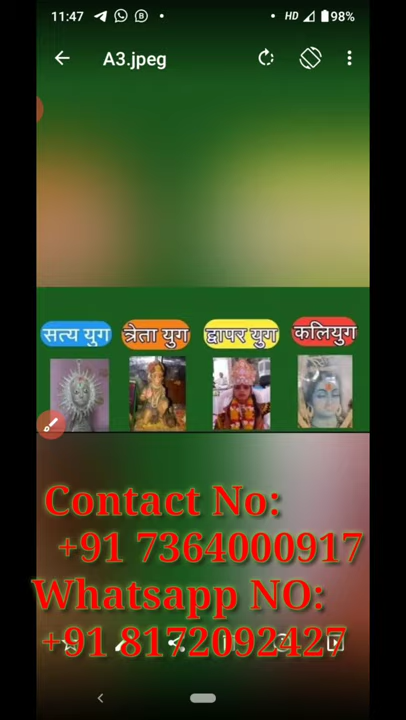 11:47
HD
98%
A3.jpeg
सत्य युग
त्रेता युग
द्वापर युग
कलियुग
Contact No:
+91 7364000917
Whatsapp NO:
+91 8172092427